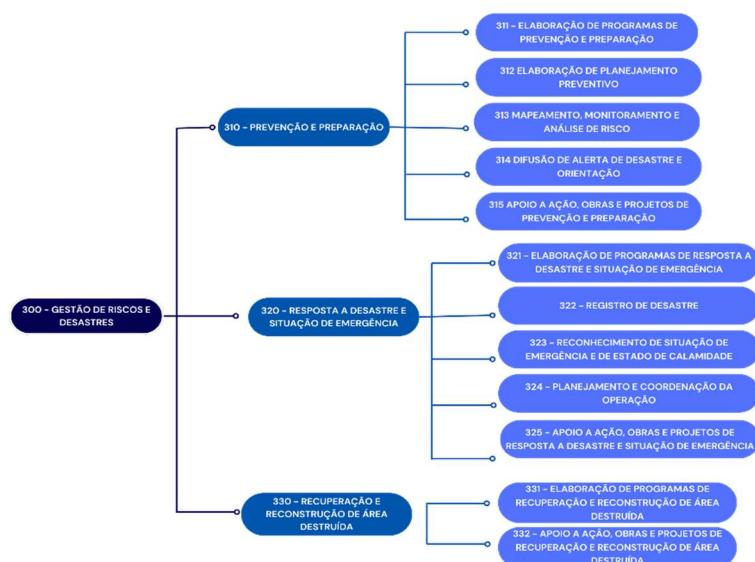 300 - GESTÃO DE RISCOS E
DESASTRES
310 - PREVENÇÃO E PREPARAÇÃO
311 - ELABORAÇÃO DE PROGRAMAS DE
PREVENÇÃO E PREPARAÇÃO
312 ELABORAÇÃO DE PLANEJAMENTO
PREVENTIVO
313 MAPEAMENTO, MONITORAMENTO E
ANÁLISE DE RISCO
314 DIFUSÃO DE ALERTA DE DESASTRE E
ORIENTAÇÃO
315 APOIO A AÇÃO, OBRAS E PROJETOS DE
PREVENÇÃO E PREPARAÇÃO
320 - RESPOSTA A DESASTRE E
SITUAÇÃO DE EMERGÊNCIA
321 - ELABORAÇÃO DE PROGRAMAS DE RESPOSTA A
DESASTRE E SITUAÇÃO DE EMERGÊNCIA
322 - REGISTRO DE DESASTRE
323 - RECONHECIMENTO DE SITUAÇÃO DE
EMERGÊNCIA E DE ESTADO DE CALAMIDADE
324 - PLANEJAMENTO E COORDENAÇÃO DA
OPERAÇÃO
325 - APOIO A AÇÃO, OBRAS E PROJETOS DE
RESPOSTA A DESASTRE E SITUAÇÃO DE EMERGÊNCIA
330 - RECUPERAÇÃO E
RECONSTRUÇÃO DE ÁREA
DESTRUÍDA
331 - ELABORAÇÃO DE PROGRAMAS DE
RECUPERAÇÃO E RECONSTRUÇÃO DE ÁREA
DESTRUÍDA
332 - APOIO A AÇÃO, OBRAS E PROJETOS DE
RECUPERAÇÃO E RECONSTRUÇÃO DE ÁREA
DESTRUÍDA